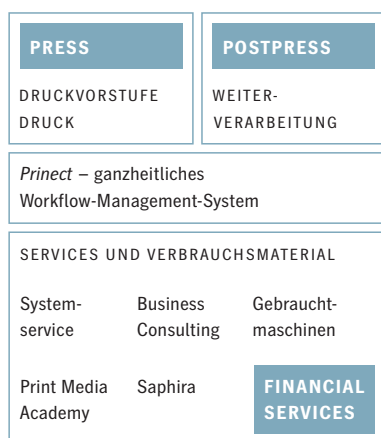 PRESS
DRUCKVORSTUFE
DRUCK
POSTPRESS
WEITER-
VERARBEITUNG
Prinect – ganzheitliches
Workflow-Management-System
SERVICES UND VERBRAUCHSMATERIAL
System-
service
Business
Consulting
Gebraucht-
maschinen
Print Media
Academy
Saphira
FINANCIAL
SERVICES